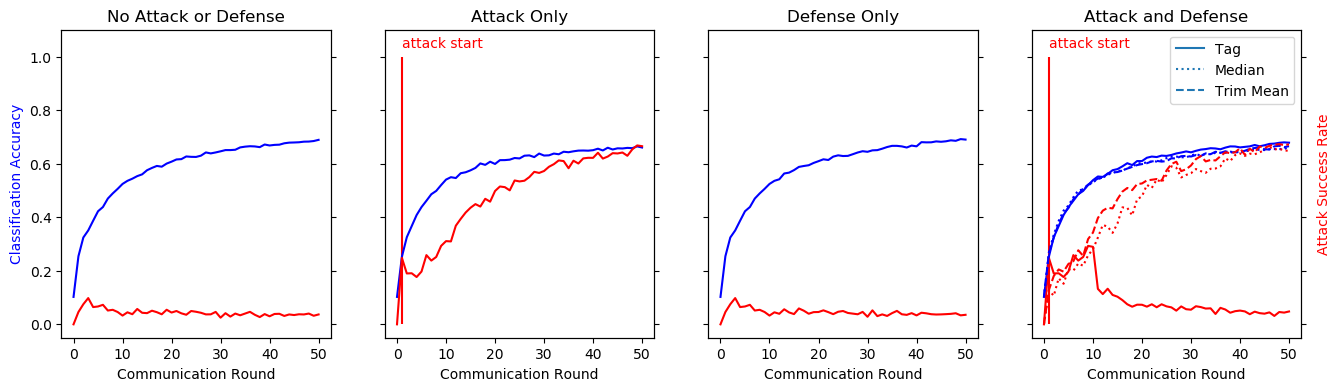 No Attack or Defense
Attack Only
Defense Only
Attack and Defense
attack start
attack start
Tag
Median
Trim Mean
Classification Accuracy
Attack Success Rate
1.0
0.8
0.6
0.4
0.2
0.0
0 10 20 30 40 50
0 10 20 30 40 50
0 10 20 30 40 50
0 10 20 30 40 50
Communication Round
Communication Round
Communication Round
Communication Round